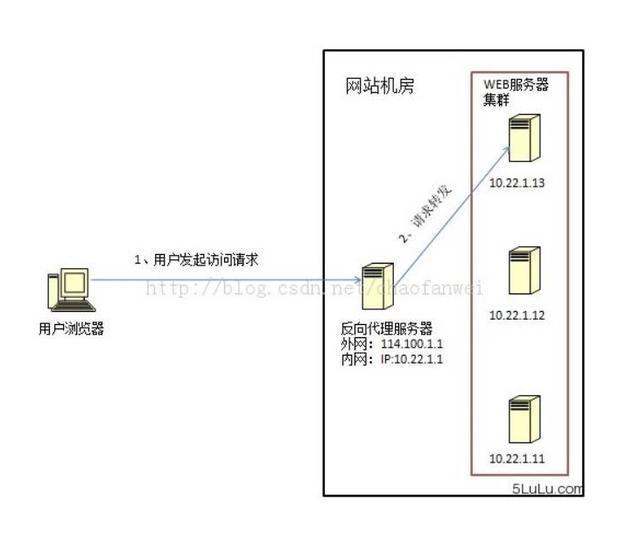 网站机房
WEB服务器
集群
10.22.1.13
2、请求转发
1、用户发起访问请求
http://blog.csdn.net/chaofanwei
用户浏览器
反向代理服务器
外网：114.100.1.1
内网：IP:10.22.1.1
10.22.1.12
10.22.1.11
5LuLu.com